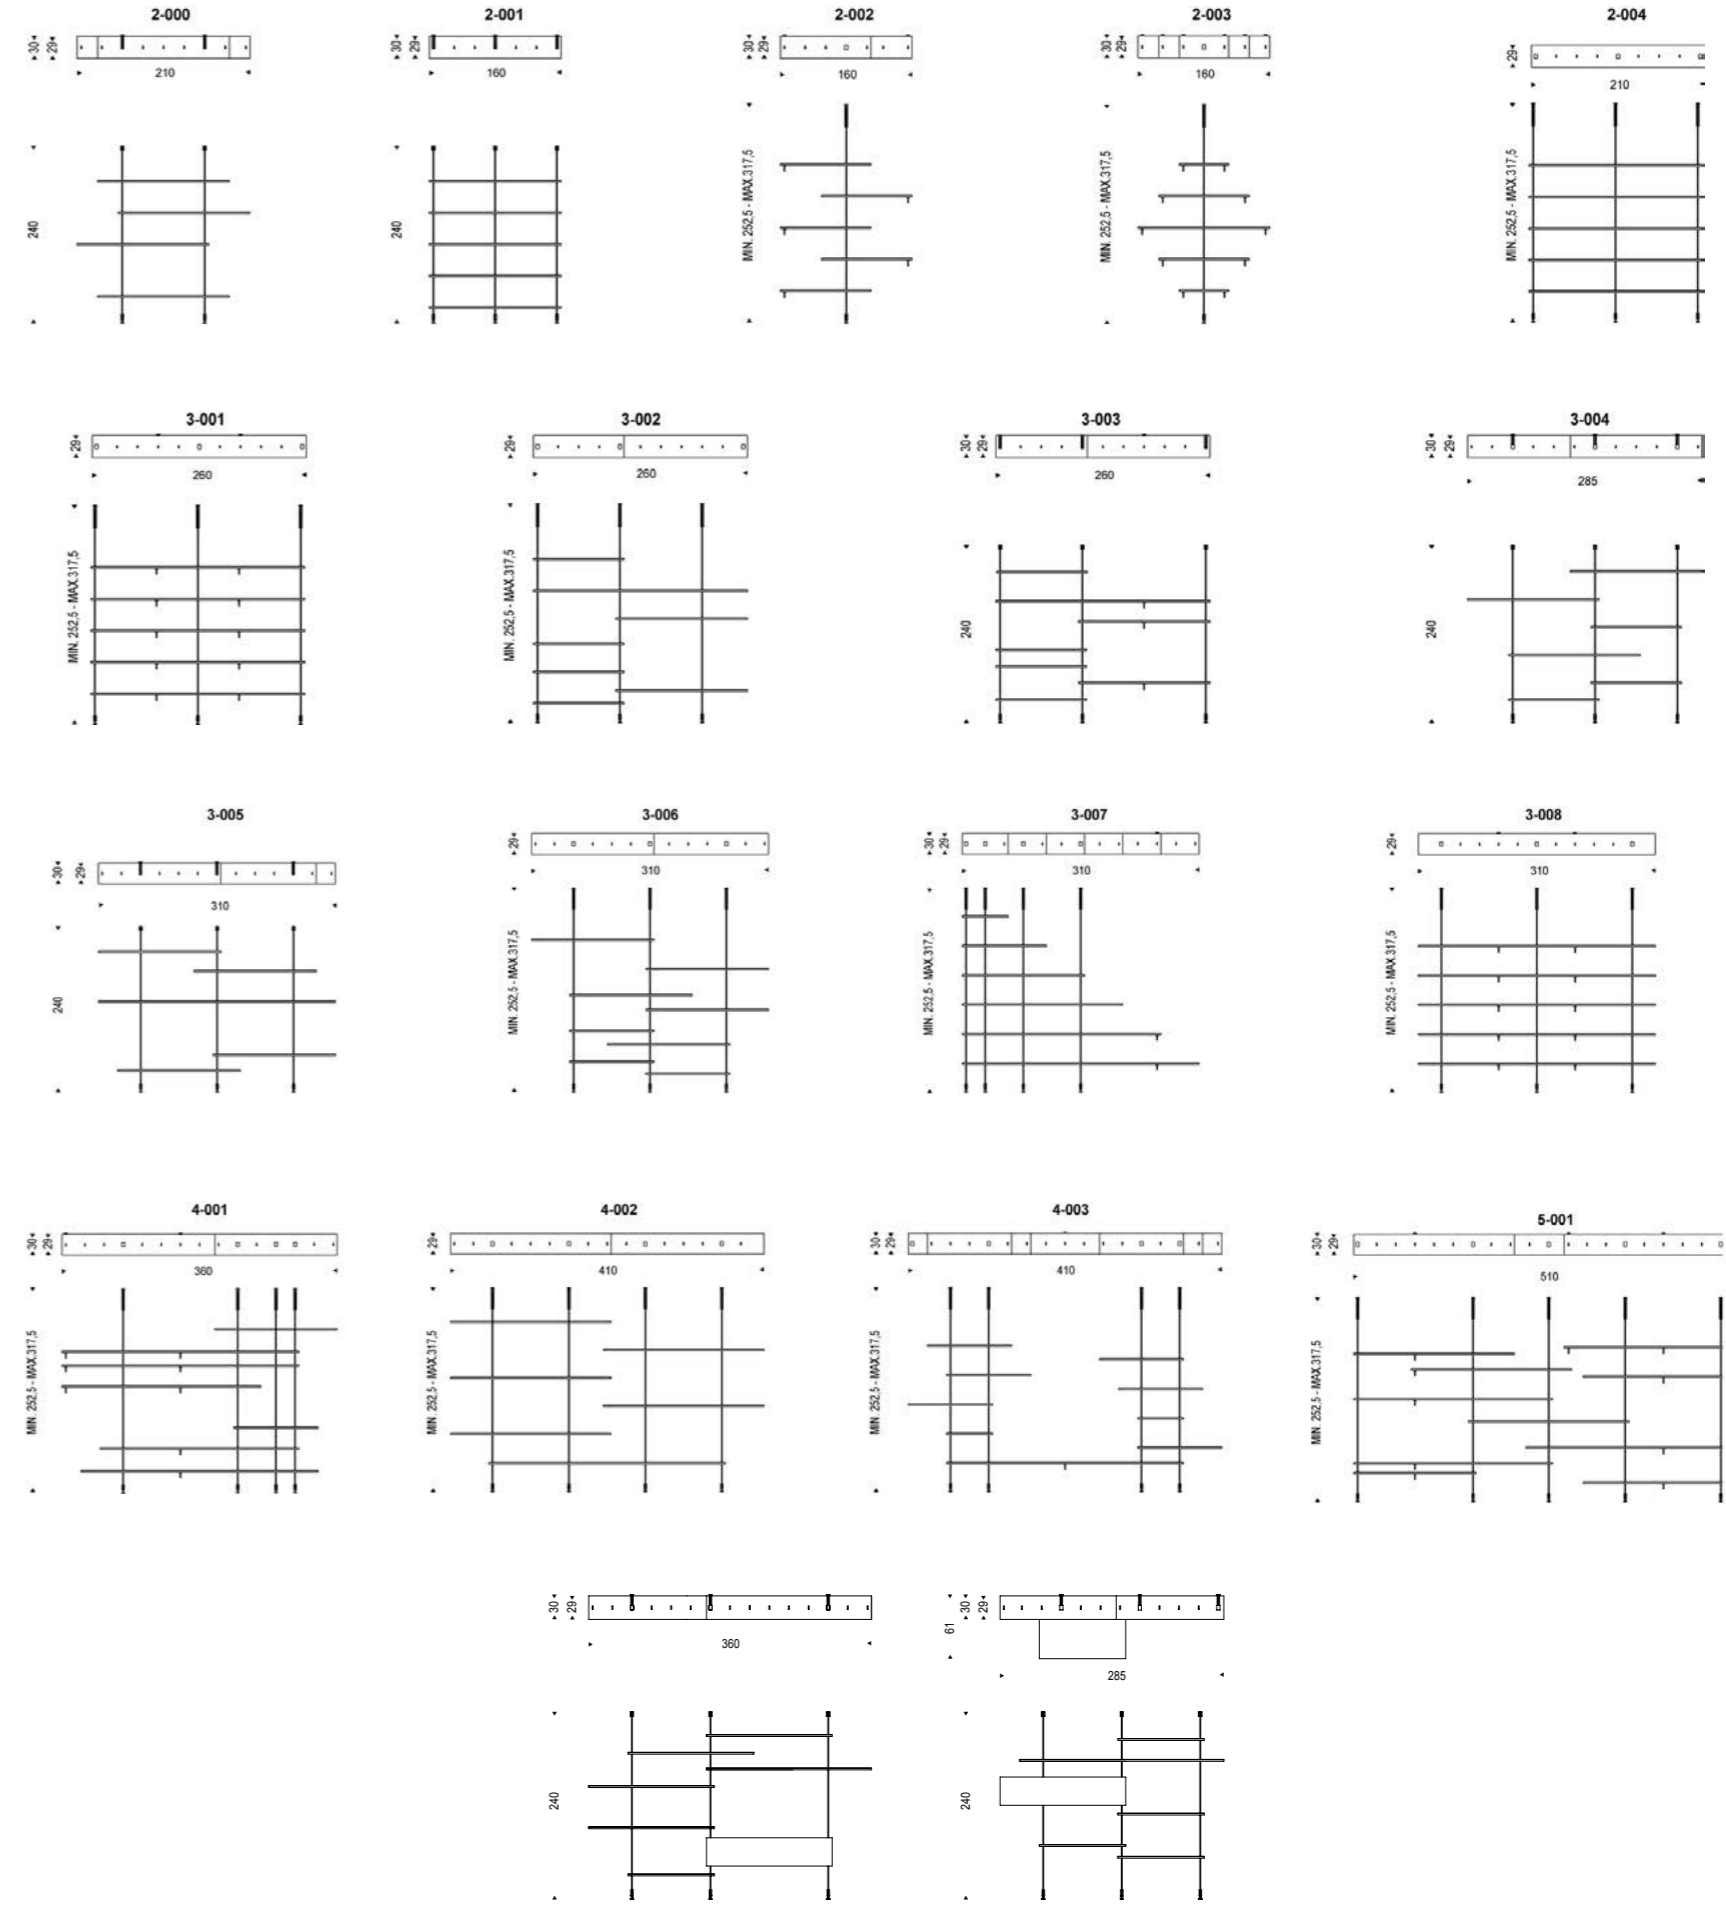 2-000 2-001 2-002 2-003 2-004
30 29 30 29 30 29 30 29 29
210 160 160 160 210
240 240 MIN. 252,5 - MAX.317,5 MIN. 252,5 - MAX.317,5 MIN. 252,5 - MAX.317,5
3-001 3-002 3-003 3-004
29 29 30 29 30 29
260 260 260 285
MIN. 252,5 - MAX.317,5 MIN. 252,5 - MAX.317,5 240 240
3-005 3-006 3-007 3-008
30 29 29 30 29 29
310 310 310 310
240 MIN. 252,5 - MAX.317,5 MIN. 252,5 - MAX.317,5 MIN. 252,5 - MAX.317,5
4-001 4-002 4-003 5-001
30 29 29 30 29 30 29
360 410 410 510
MIN. 252,5 - MAX.317,5 MIN. 252,5 - MAX.317,5 MIN. 252,5 - MAX.317,5 MIN. 252,5 - MAX.317,5
30 29 61 30 29
360 285
240 240